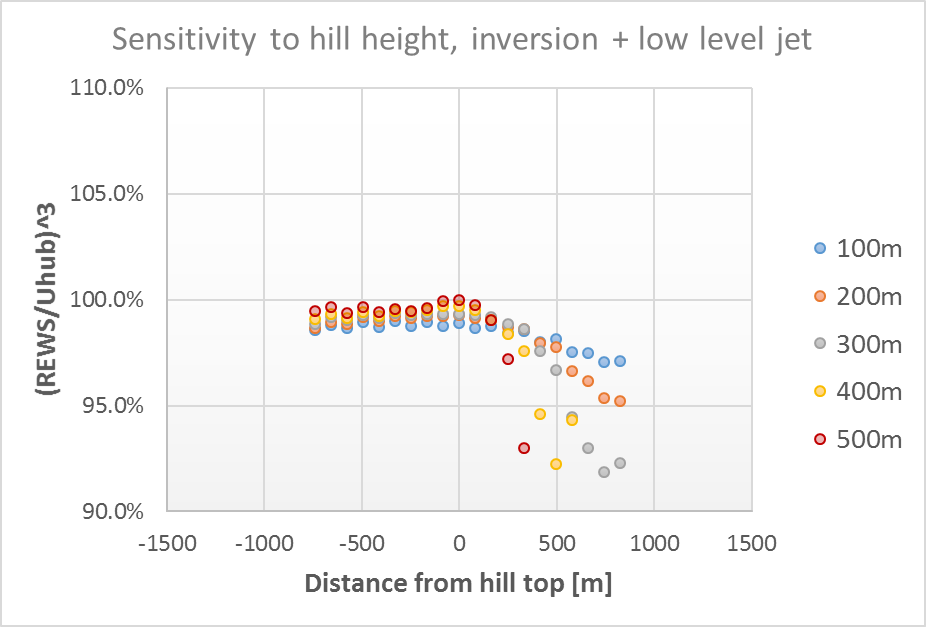 Sensitivity to hill height, inversion + low level jet
110.0%
105.0%
100.0%
95.0%
90.0%
(REWS/Uhub)^3
-1500 -1000 -500 0 500 1000 1500
Distance from hill top [m]
100m
200m
300m
400m
500m